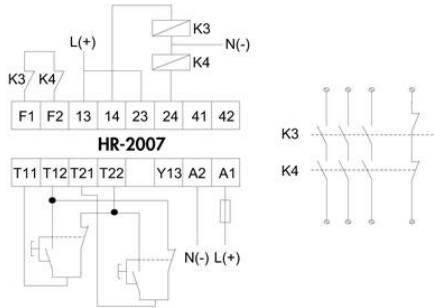 L(+)
K3
N(-)
K3 K4
K4
F1 F2 13 14 23 24 41 42
HR-2007
T11 T12 T21 T22 Y13 A2 A1
N(-) L(+)
K3
K4